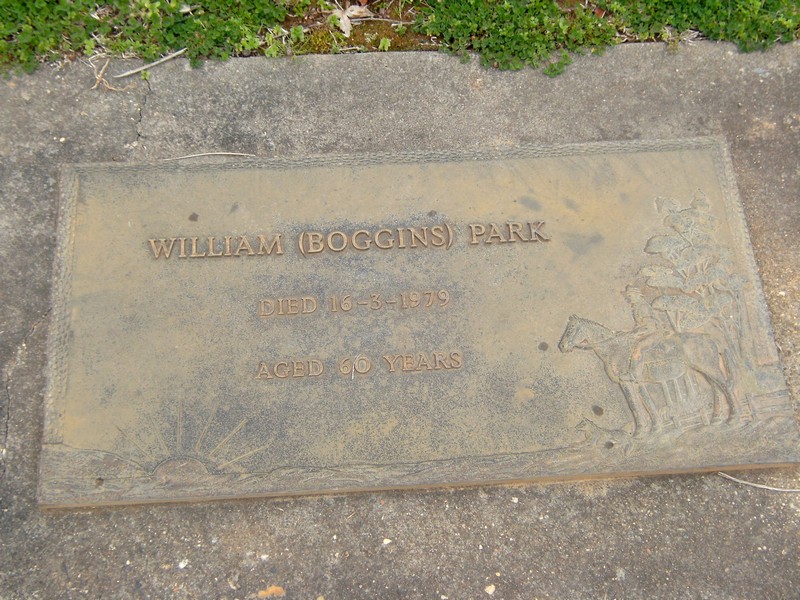 WILLIAM (BOGGINS) PARK
DIED 16-3-1979
AGED 60 YEARS